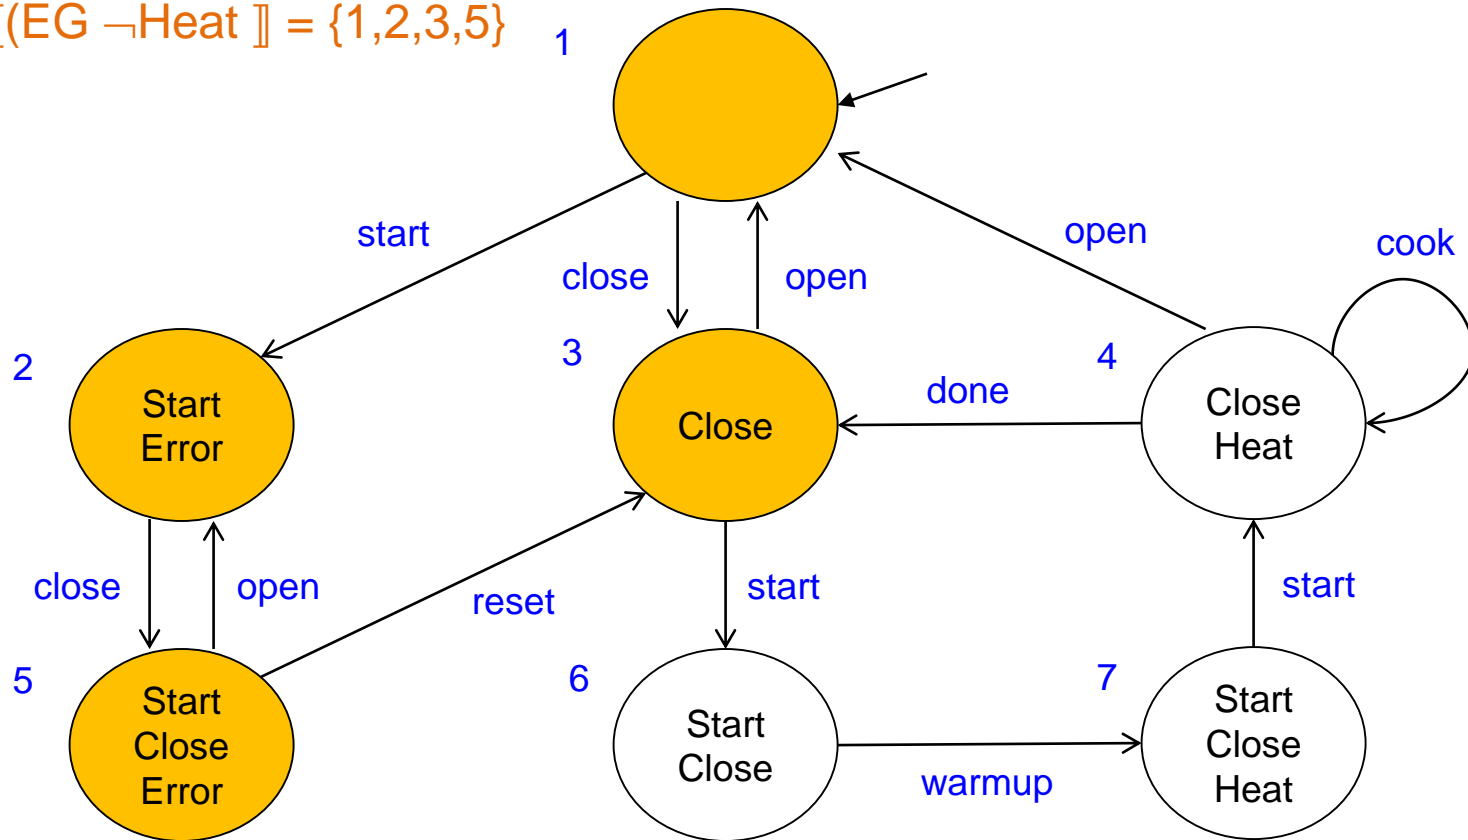 ⟦(EG ¬Heat ⟧ = {1,2,3,5}
1
start
close
open
open
cook
2
Start
Error
3
Close
done
4
Close
Heat
close
open
reset
start
start
5
Start
Close
Error
6
Start
Close
warmup
7
Start
Close
Heat